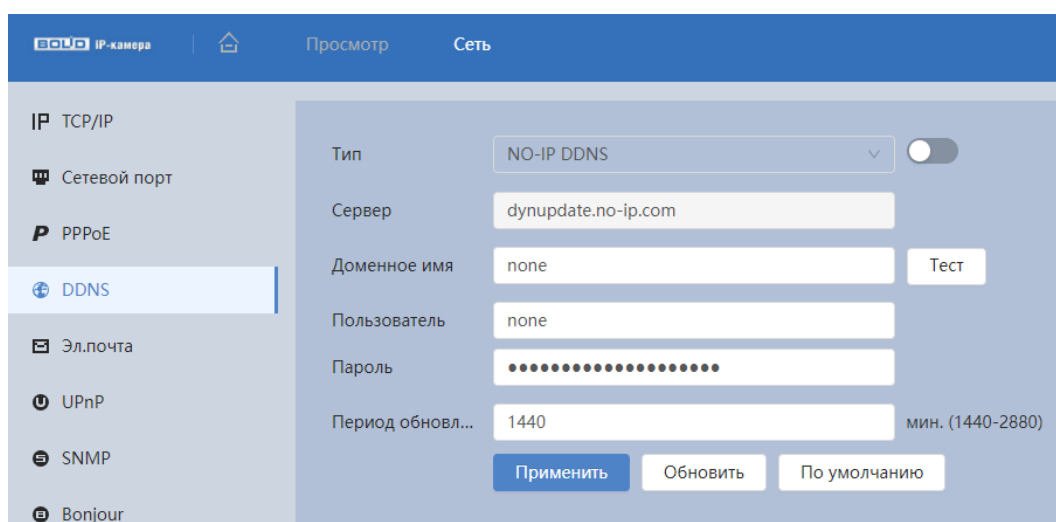 BOLID IP-камера Просмотр Сеть
IP TCP/IP
Сетевой порт
P PPPoE
DDNS
Эл.почта
UPnP
SNMP
Bonjour
Тип NO-IP DDNS
Сервер dynupdate.no-ip.com
Доменное имя none Тест
Пользователь none
Пароль ••••••••••••••••••••
Период обновл... 1440 мин. (1440-2880)
Применить Обновить По умолчанию